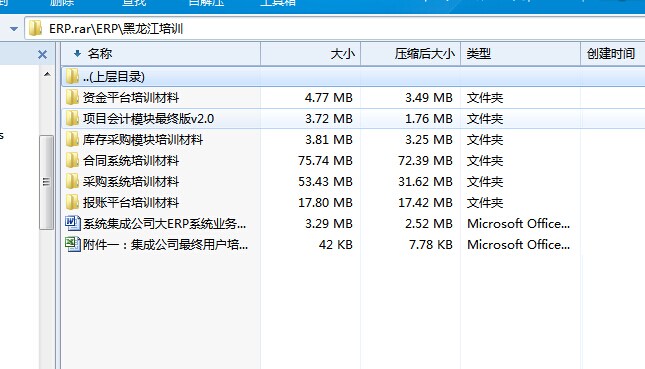 到 删除 查找 自解压 工具箱
ERP.rar\ERP\黑龙江培训
名称 大小 压缩后大小 类型 创建时间
..(上层目录)
资金平台培训材料 4.77 MB 3.49 MB 文件夹
项目会计模块最终版v2.0 3.72 MB 1.76 MB 文件夹
库存采购模块培训材料 3.81 MB 3.25 MB 文件夹
合同系统培训材料 75.74 MB 72.39 MB 文件夹
采购系统培训材料 53.43 MB 31.62 MB 文件夹
报账平台培训材料 17.80 MB 17.42 MB 文件夹
系统集成公司大ERP系统业务... 3.29 MB 2.52 MB Microsoft Office...
附件一：集成公司最终用户培... 42 KB 7.78 KB Microsoft Office...
s